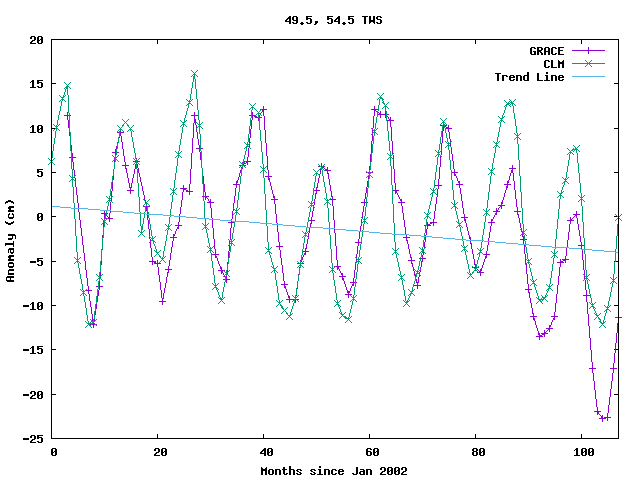 49.5, 54.5 TWS
GRACE
CLM
Trend Line
20
15
10
5
0
-5
-10
-15
-20
-25
Anomaly (cm)
0 20 40 60 80 100
Months since Jan 2002